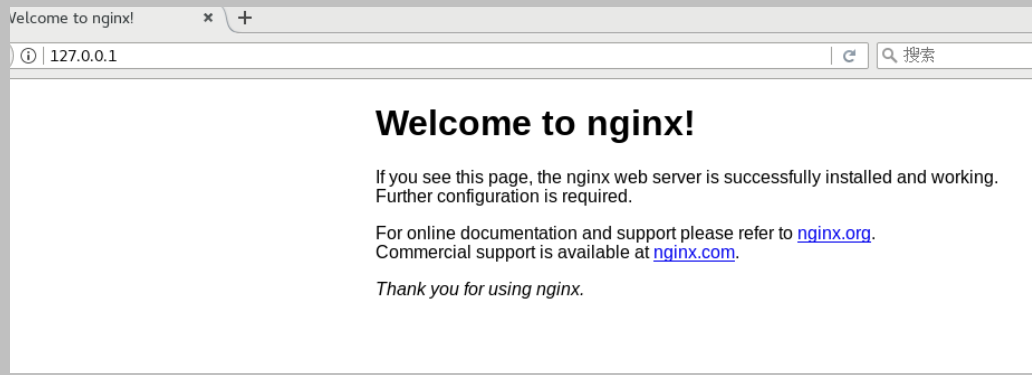 Welcome to nginx!
127.0.0.1
搜索
Welcome to nginx!
If you see this page, the nginx web server is successfully installed and working.
Further configuration is required.
For online documentation and support please refer to nginx.org.
Commercial support is available at nginx.com.
Thank you for using nginx.